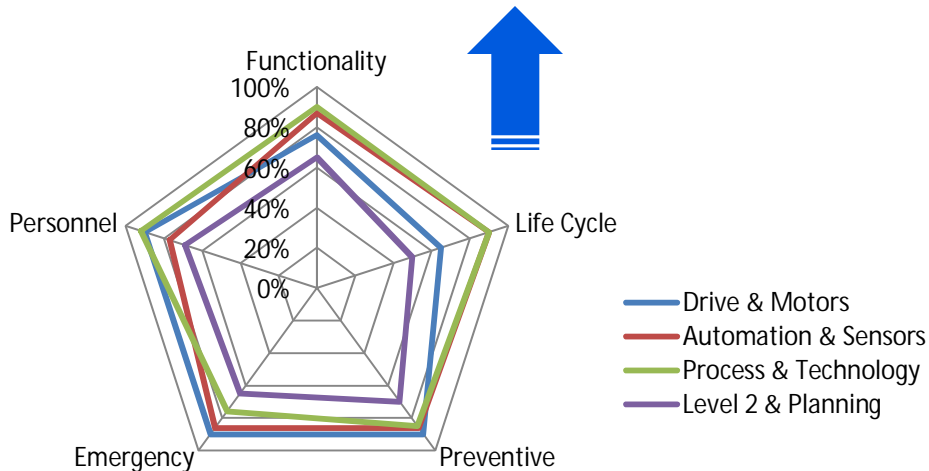 Functionality
100%
80%
60%
40%
20%
0%
Personnel
Life Cycle
Emergency
Preventive
Drive & Motors
Automation & Sensors
Process & Technology
Level 2 & Planning